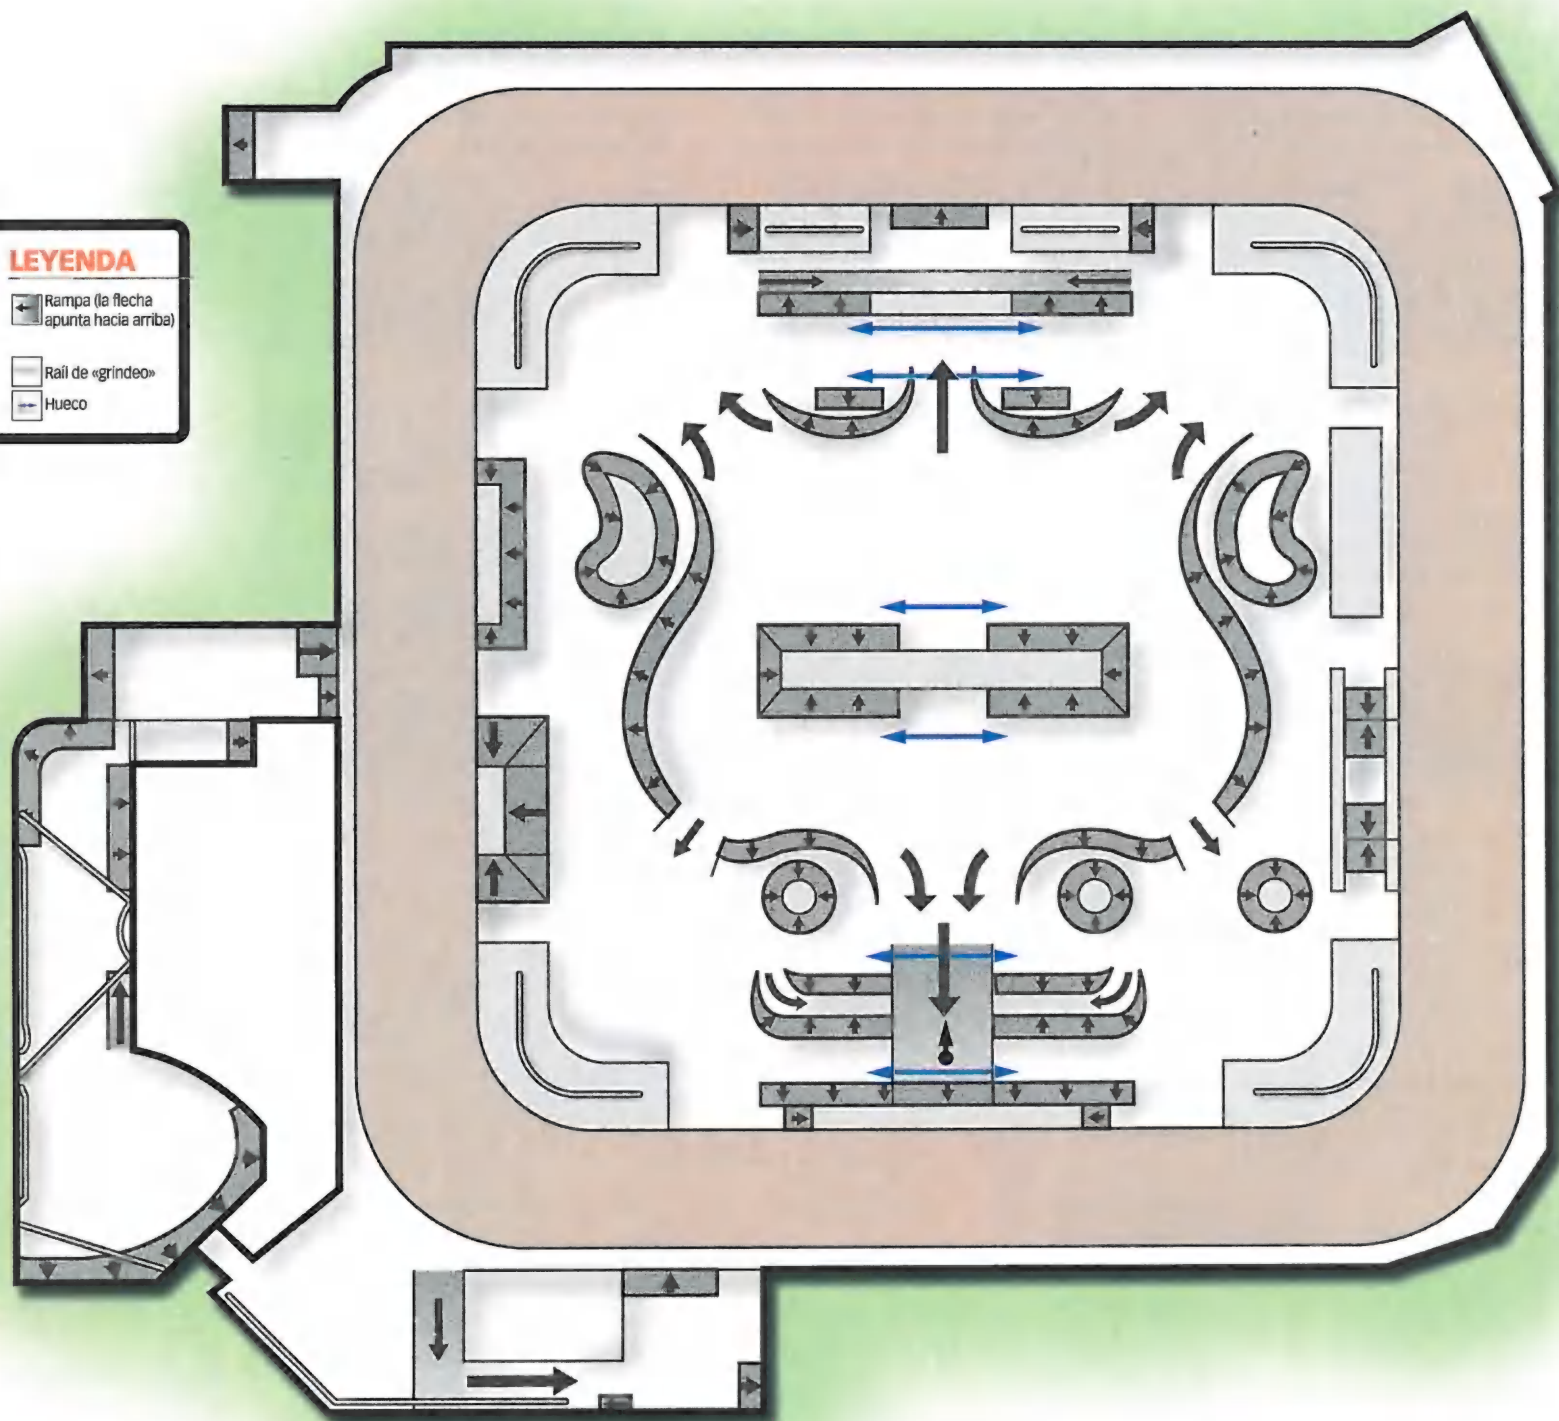 LEYENDA
Rampa (la flecha
apunta hacia arriba)
Raíl de «grindeo»
Hueco